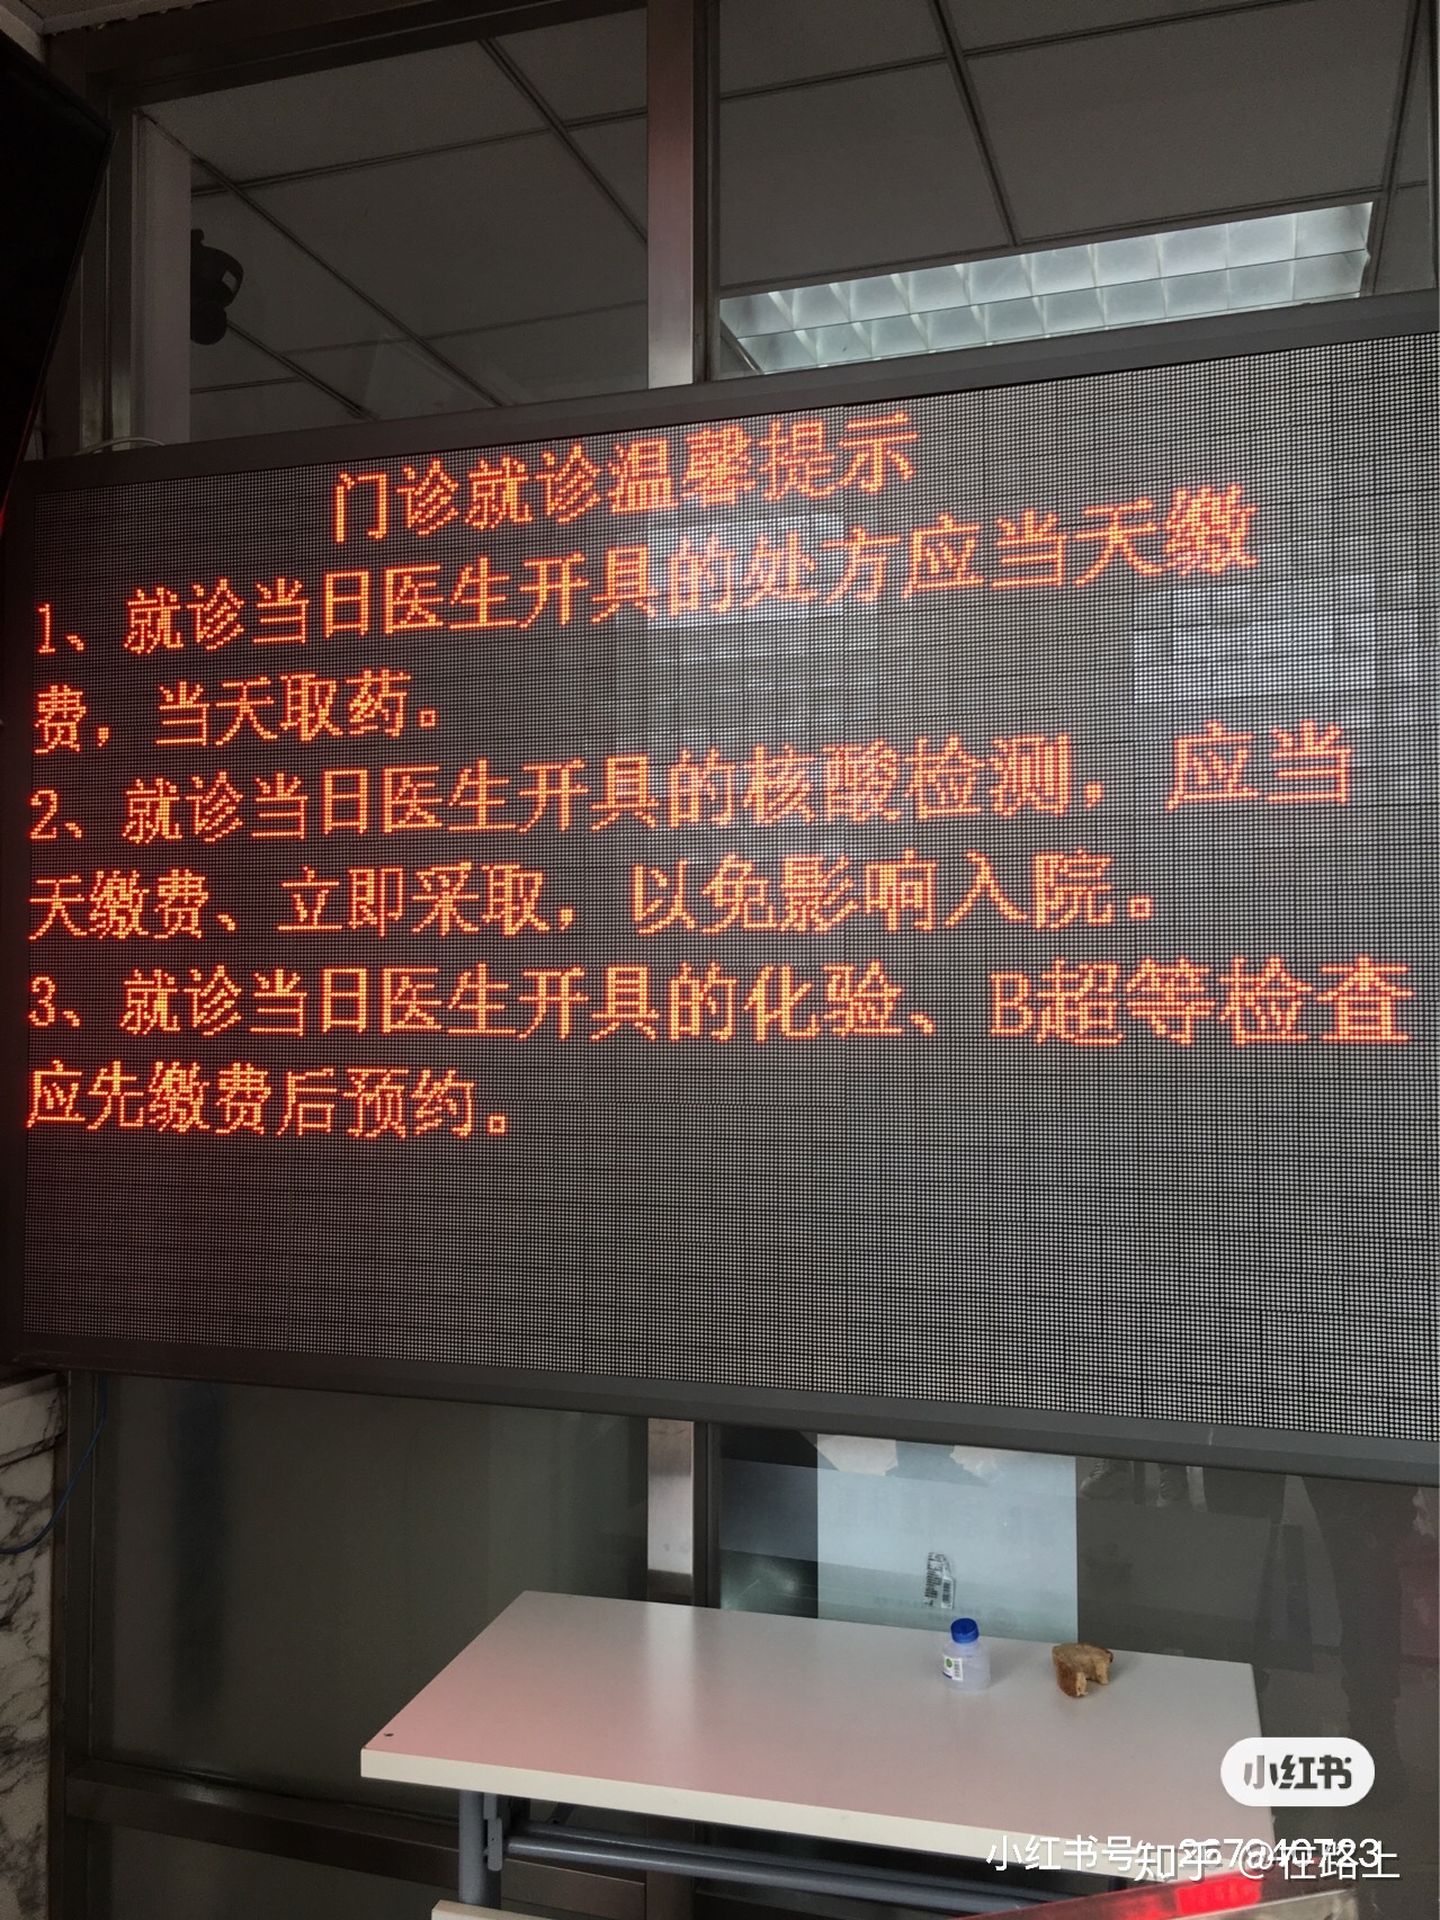 门诊就诊温馨提示
1、就诊当日医生开具的处方应当天缴
费，当天取药。
2、就诊当日医生开具的核酸检测，应当
天缴费、立即采取，以免影响入院。
3、就诊当日医生开具的化验、B超等检查
应先缴费后预约。
小红书
小红书号
知乎 @在路上